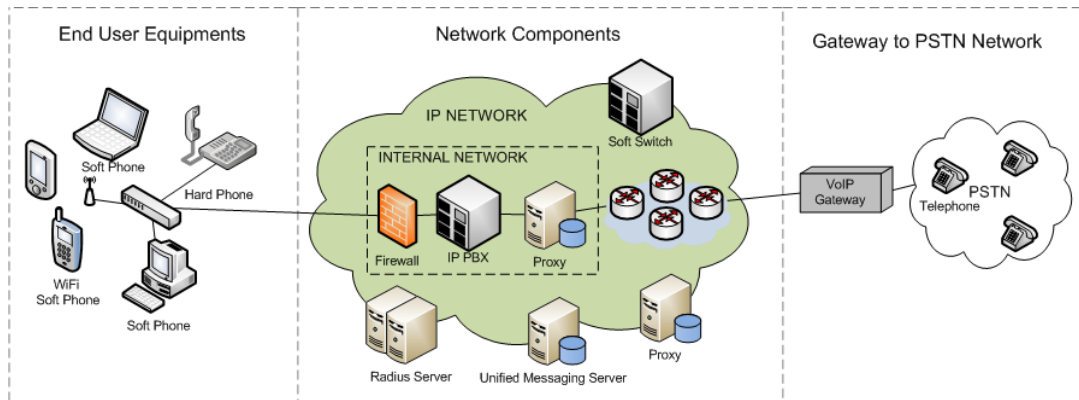 End User Equipments
Soft Phone
Hard Phone
WiFi
Soft Phone
Soft Phone
Network Components
IP NETWORK
Soft Switch
INTERNAL NETWORK
Firewall
IP PBX
Proxy
Radius Server
Unified Messaging Server
Proxy
Gateway to PSTN Network
VoIP
Gateway
PSTN
Telephone